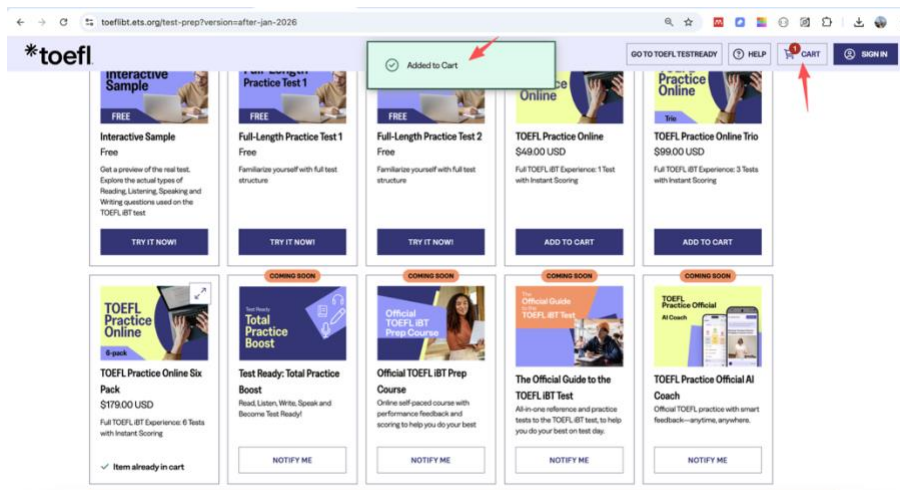 toeflibt.ets.org/test-prep?version=after-jan-2026
*toefl
Added to Cart
GO TO TOEFL TESTREADY
HELP
1
CART
SIGN IN
Interactive
Sample
FREE
Interactive Sample
Free
Get a preview of the real test.
Explore the actual types of
Reading, Listening, Speaking and
Writing questions used on the
TOEFL iBT test
TRY IT NOW!
Full-Length
Practice Test 1
FREE
Full-Length Practice Test 1
Free
Familiarize yourself with full test
structure
TRY IT NOW!
FREE
Full-Length Practice Test 2
Free
Familiarize yourself with full test
structure
TRY IT NOW!
Online
TOEFL Practice Online
$49.00 USD
Full TOEFL iBT Experience: 1 Test
with Instant Scoring
ADD TO CART
Practice
Online
Trio
TOEFL Practice Online Trio
$99.00 USD
Full TOEFL iBT Experience: 3 Tests
with Instant Scoring
ADD TO CART
TOEFL
Practice
Online
6-pack
TOEFL Practice Online Six
Pack
$179.00 USD
Full TOEFL iBT Experience: 6 Tests
with Instant Scoring
Item already in cart
COMING SOON
Test Ready
Total
Practice
Boost
Test Ready: Total Practice
Boost
Read, Listen, Write, Speak and
Become Test Ready!
NOTIFY ME
COMING SOON
Official
TOEFL iBT
Prep Course
Official TOEFL iBT Prep
Course
Online self-paced course with
performance feedback and
scoring to help you do your best
NOTIFY ME
COMING SOON
The
Official Guide
to the
TOEFL iBT Test
The Official Guide to the
TOEFL iBT Test
All-in-one reference and practice
tests to the TOEFL iBT test, to help
you do your best on test day.
NOTIFY ME
COMING SOON
TOEFL
Practice Official
AI Coach
TOEFL Practice Official AI
Coach
Official TOEFL practice with smart
feedback—anytime, anywhere.
NOTIFY ME